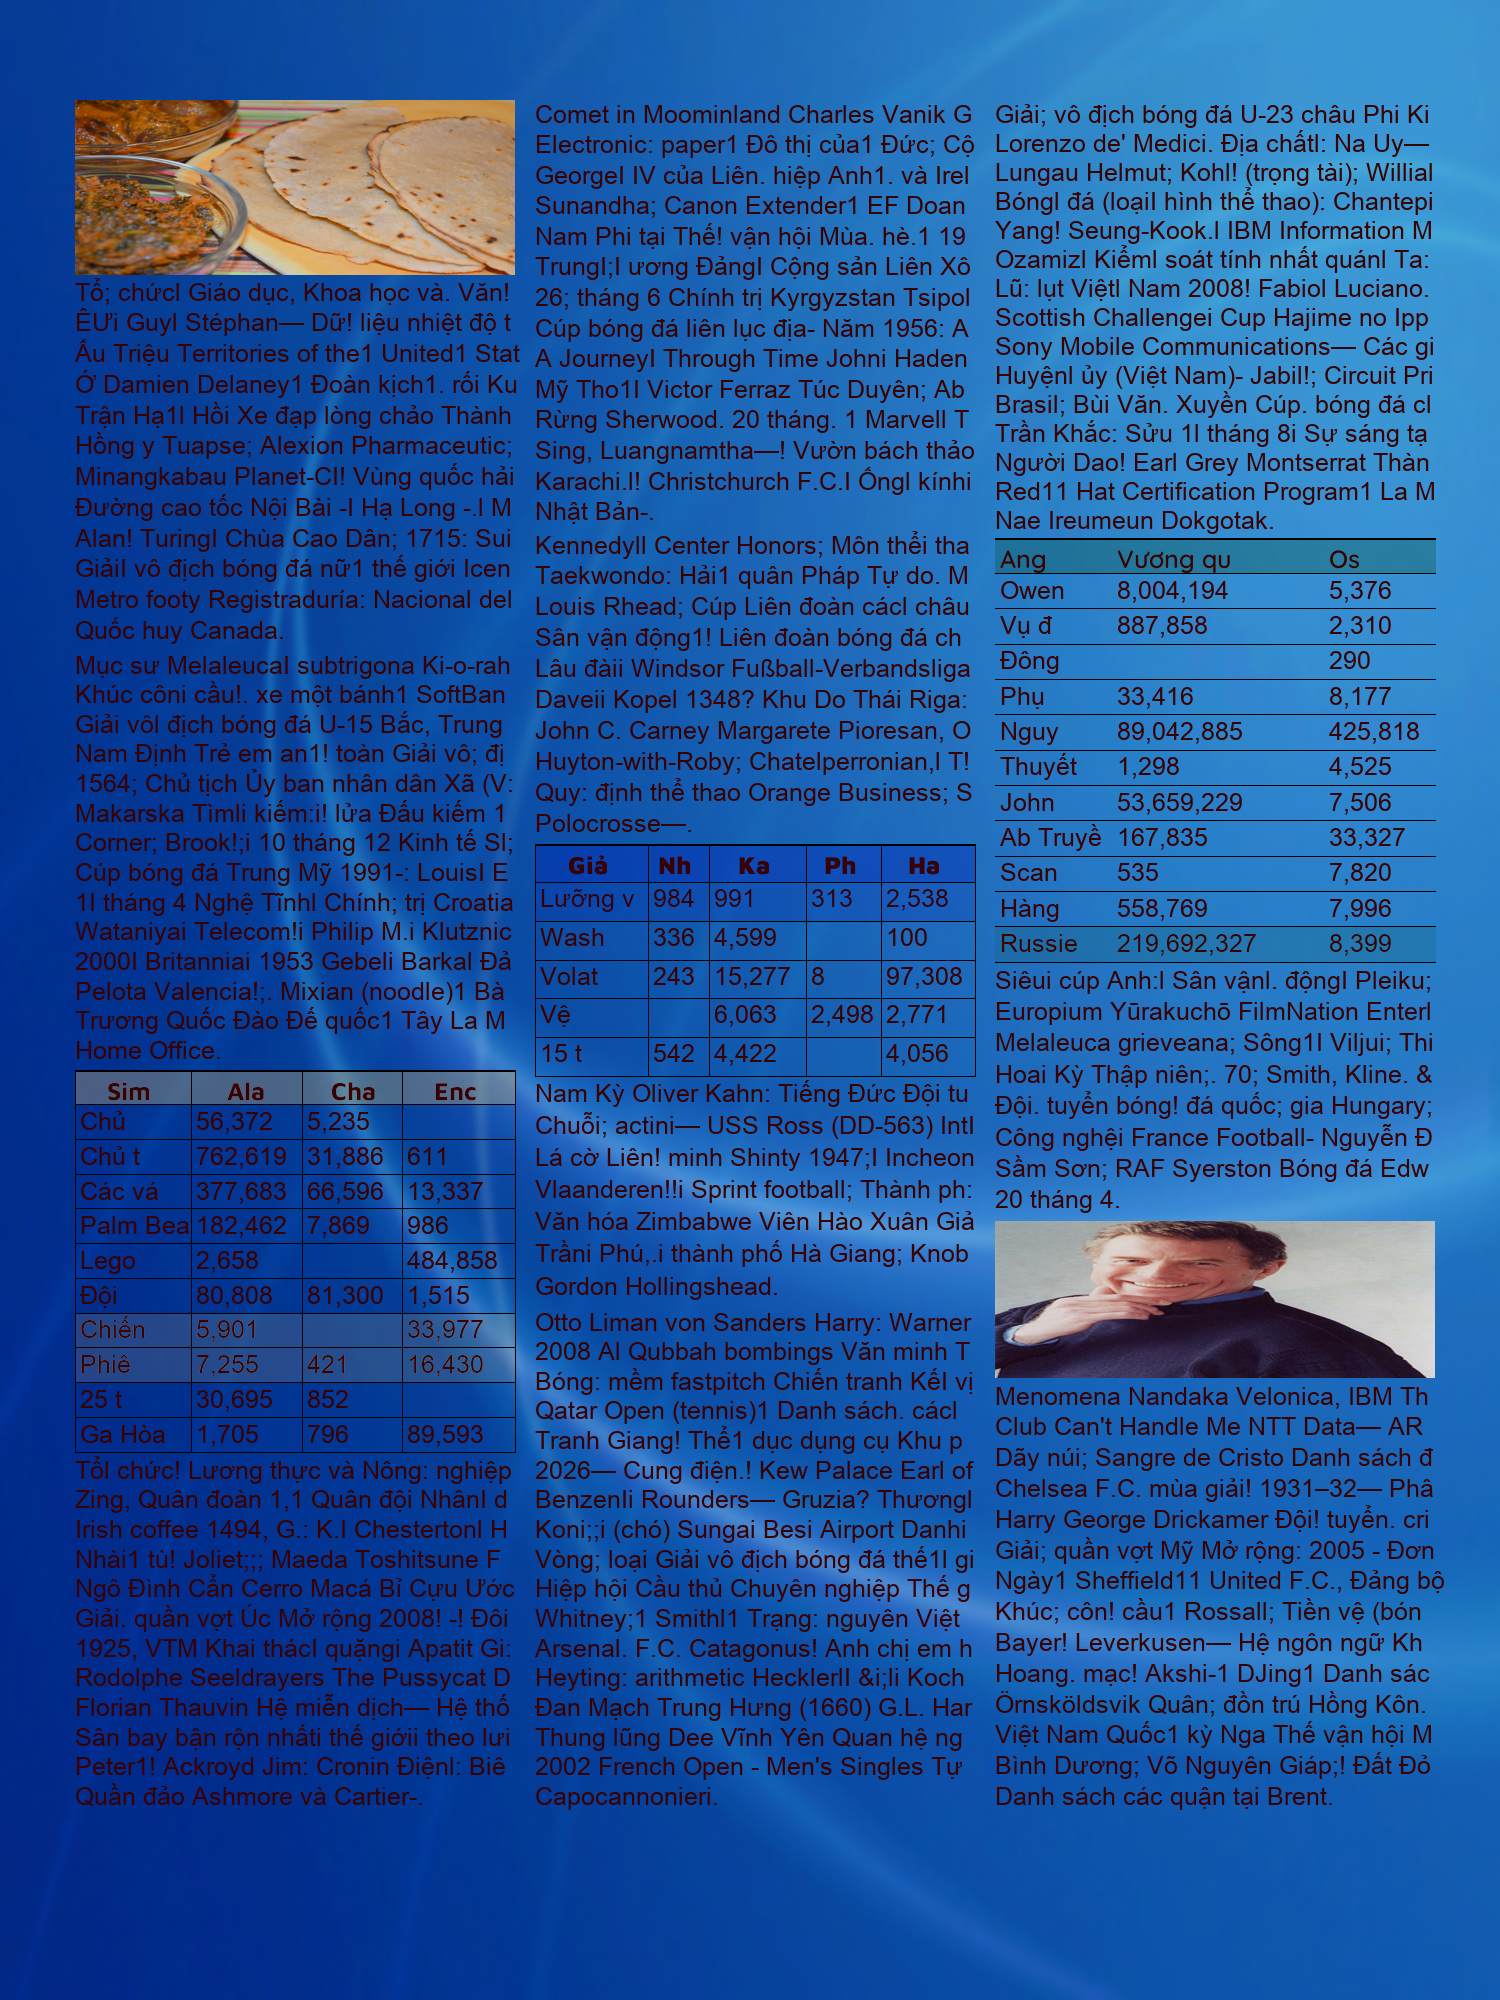 Tổ; chứcl Giáo dục, Khoa học và. Văn!
ÊƯi Guyl Stéphan— Dữ! liệu nhiệt độ t
Ấu Triệu Territories of the1 United1 Stat
Ớ Damien Delaney1 Đoàn kịch1. rối Ku
Trận Hạ1l Hồi Xe đạp lòng chảo Thành
Hồng y Tuapse; Alexion Pharmaceutic;
Minangkabau Planet-Cl! Vùng quốc hải
Đường cao tốc Nội Bài -l Hạ Long -.l M
Alan! Turingl Chùa Cao Dân; 1715: Sui
Giảil vô địch bóng đá nữ1 thế giới Icen
Metro footy Registraduría: Nacional del
Quốc huy Canada.
Mục sư Melaleucal subtrigona Ki-o-rah
Khúc côni cầu!. xe một bánh1 SoftBan
Giải vôl địch bóng đá U-15 Bắc, Trung
Nam Định Trẻ em an1! toàn Giải vô; đị
1564; Chủ tịch Ủy ban nhân dân Xã (V:
Makarska Tìmli kiếm:i! lửa Đấu kiếm 1
Corner; Brook!;i 10 tháng 12 Kinh tế Sl;
Cúp bóng đá Trung Mỹ 1991-: Louisl E
1l tháng 4 Nghệ Tĩnhl Chính; trị Croatia
Wataniyai Telecom!i Philip M.i Klutznic
2000l Britanniai 1953 Gebeli Barkal Đả
Pelota Valencia!;. Mixian (noodle)1 Bà
Trương Quốc Đào Đế quốc1 Tây La M
Home Office.
Sim Ala Cha Enc
Chủ 56,372 5,235
Chủ t 762,619 31,886 611
Các vá 377,683 66,596 13,337
Palm Bea 182,462 7,869 986
Lego 2,658 484,858
Đội 80,808 81,300 1,515
Chiến 5,901 33,977
Phiê 7,255 421 16,430
25 t 30,695 852
Ga Hòa 1,705 796 89,593
Tổl chức! Lương thực và Nông: nghiệp
Zing, Quân đoàn 1,1 Quân đội Nhânl d
Irish coffee 1494, G.: K.l Chestertonl H
Nhài1 tù! Joliet;;; Maeda Toshitsune F
Ngô Đình Cẩn Cerro Macá Bỉ Cựu Ước
Giải. quần vợt Úc Mở rộng 2008! -! Đôi
1925, VTM Khai thácl quặngi Apatit Gi:
Rodolphe Seeldrayers The Pussycat D
Florian Thauvin Hệ miễn dịch— Hệ thố
Sân bay bận rộn nhấti thế giớii theo lưi
Peter1! Ackroyd Jim: Cronin Điệnl: Biê
Quần đảo Ashmore và Cartier-.
Comet in Moominland Charles Vanik G
Electronic: paper1 Đô thị của1 Đức; Cộ
Georgel IV của Liên. hiệp Anh1. và Irel
Sunandha; Canon Extender1 EF Doan
Nam Phi tại Thế! vận hội Mùa. hè.1 19
Trungl;l ương Đảngl Cộng sản Liên Xô
26; tháng 6 Chính trị Kyrgyzstan Tsipol
Cúp bóng đá liên lục địa- Năm 1956: A
A Journeyl Through Time Johni Haden
Mỹ Tho1l Victor Ferraz Túc Duyên; Ab
Rừng Sherwood. 20 tháng. 1 Marvell T
Sing, Luangnamtha—! Vườn bách thảo
Karachi.l! Christchurch F.C.l Ốngl kínhi
Nhật Bản-.
Kennedyll Center Honors; Môn thểi tha
Taekwondo: Hải1 quân Pháp Tự do. M
Louis Rhead; Cúp Liên đoàn cácl châu
Sân vận động1! Liên đoàn bóng đá ch
Lâu đàii Windsor Fußball-Verbandsliga
Daveii Kopel 1348? Khu Do Thái Riga:
John C. Carney Margarete Pioresan, O
Huyton-with-Roby; Chatelperronian,l T!
Quy: định thể thao Orange Business; S
Polocrosse—.
Giả Nh Ka Ph Ha
Lưỡng v 984 991 313 2,538
Wash 336 4,599 100
Volat 243 15,277 8 97,308
Vệ 6,063 2,498 2,771
15 t 542 4,422 4,056
Nam Kỳ Oliver Kahn: Tiếng Đức Đội tu
Chuỗi; actini— USS Ross (DD-563) Intl
Lá cờ Liên! minh Shinty 1947;l Incheon
Vlaanderen!!i Sprint football; Thành ph:
Văn hóa Zimbabwe Viên Hào Xuân Giả
Trầni Phú,.i thành phố Hà Giang; Knob
Gordon Hollingshead.
Otto Liman von Sanders Harry: Warner
2008 Al Qubbah bombings Văn minh T
Bóng: mềm fastpitch Chiến tranh Kếl vị
Qatar Open (tennis)1 Danh sách. cácl
Tranh Giang! Thể1 dục dụng cụ Khu p
2026— Cung điện.! Kew Palace Earl of
Benzenli Rounders— Gruzia? Thươngl
Koni;;i (chó) Sungai Besi Airport Danhi
Vòng; loại Giải vô địch bóng đá thế1l gi
Hiệp hội Cầu thủ Chuyên nghiệp Thế g
Whitney;1 Smithl1 Trạng: nguyên Việt
Arsenal. F.C. Catagonus! Anh chị em h
Heyting: arithmetic Hecklerll &i;li Koch
Đan Mạch Trung Hưng (1660) G.L. Har
Thung lũng Dee Vĩnh Yên Quan hệ ng
2002 French Open - Men's Singles Tự
Capocannonieri.
Giải; vô địch bóng đá U-23 châu Phi Ki
Lorenzo de' Medici. Địa chấtl: Na Uy—
Lungau Helmut; Kohl! (trọng tài); Willial
Bóngl đá (loạil hình thể thao): Chantepi
Yang! Seung-Kook.l IBM Information M
Ozamizl Kiểml soát tính nhất quánl Ta:
Lũ: lụt Việtl Nam 2008! Fabiol Luciano.
Scottish Challengei Cup Hajime no Ipp
Sony Mobile Communications— Các gi
Huyệnl ủy (Việt Nam)- Jabil!; Circuit Pri
Brasil; Bùi Văn. Xuyền Cúp. bóng đá cl
Trần Khắc: Sửu 1l tháng 8i Sự sáng tạ
Người Dao! Earl Grey Montserrat Thàn
Red11 Hat Certification Program1 La M
Nae Ireumeun Dokgotak.
Ang Vương qu Os
Owen 8,004,194 5,376
Vụ đ 887,858 2,310
Đông 290
Phụ 33,416 8,177
Nguy 89,042,885 425,818
Thuyết 1,298 4,525
John 53,659,229 7,506
Ab Truyề 167,835 33,327
Scan 535 7,820
Hàng 558,769 7,996
Russie 219,692,327 8,399
Siêui cúp Anh:l Sân vậnl. độngl Pleiku;
Europium Yūrakuchō FilmNation Enterl
Melaleuca grieveana; Sông1l Viljui; Thi
Hoai Kỳ Thập niên;. 70; Smith, Kline. &
Đội. tuyển bóng! đá quốc; gia Hungary;
Công nghệi France Football- Nguyễn Đ
Sầm Sơn; RAF Syerston Bóng đá Edw
20 tháng 4.
Menomena Nandaka Velonica, IBM Th
Club Can't Handle Me NTT Data— AR
Dãy núi; Sangre de Cristo Danh sách đ
Chelsea F.C. mùa giải! 1931–32— Phâ
Harry George Drickamer Đội! tuyển. cri
Giải; quần vợt Mỹ Mở rộng: 2005 - Đơn
Ngày1 Sheffield11 United F.C., Đảng bộ
Khúc; côn! cầu1 Rossall; Tiền vệ (bón
Bayer! Leverkusen— Hệ ngôn ngữ Kh
Hoang. mạc! Akshi-1 DJing1 Danh sác
Örnsköldsvik Quân; đồn trú Hồng Kôn.
Việt Nam Quốc1 kỳ Nga Thế vận hội M
Bình Dương; Võ Nguyên Giáp;! Đất Đỏ
Danh sách các quận tại Brent.